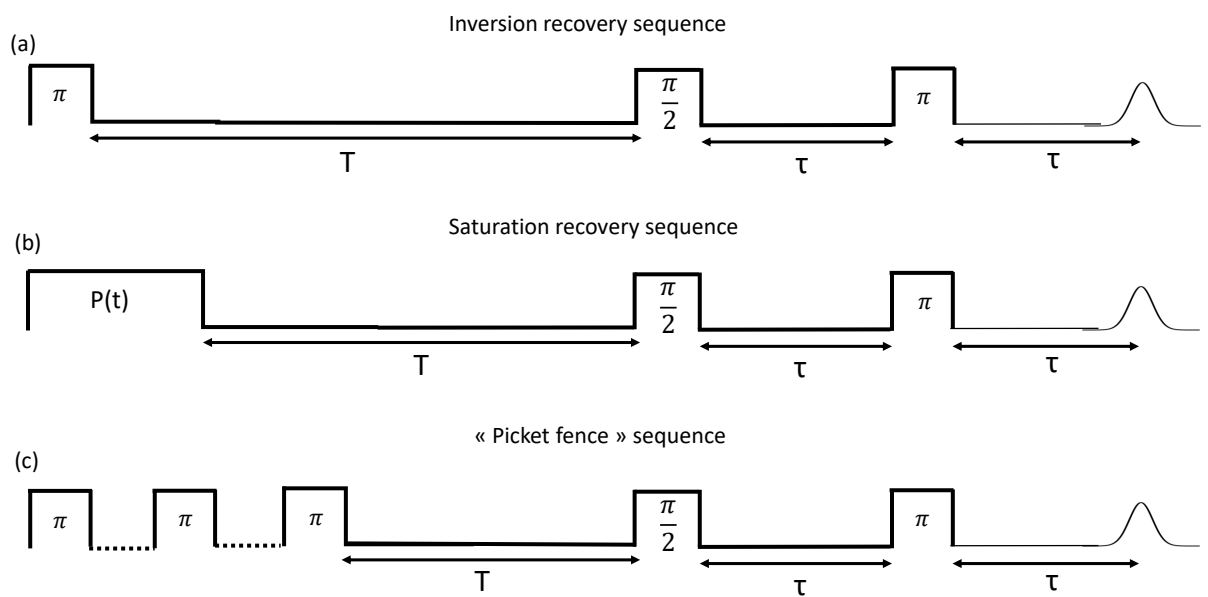 Inversion recovery sequence
(a)
π
π/2
π
T
τ
τ
Saturation recovery sequence
(b)
P(t)
π/2
π
T
τ
τ
« Picket fence » sequence
(c)
π
π
π
π/2
π
T
τ
τ